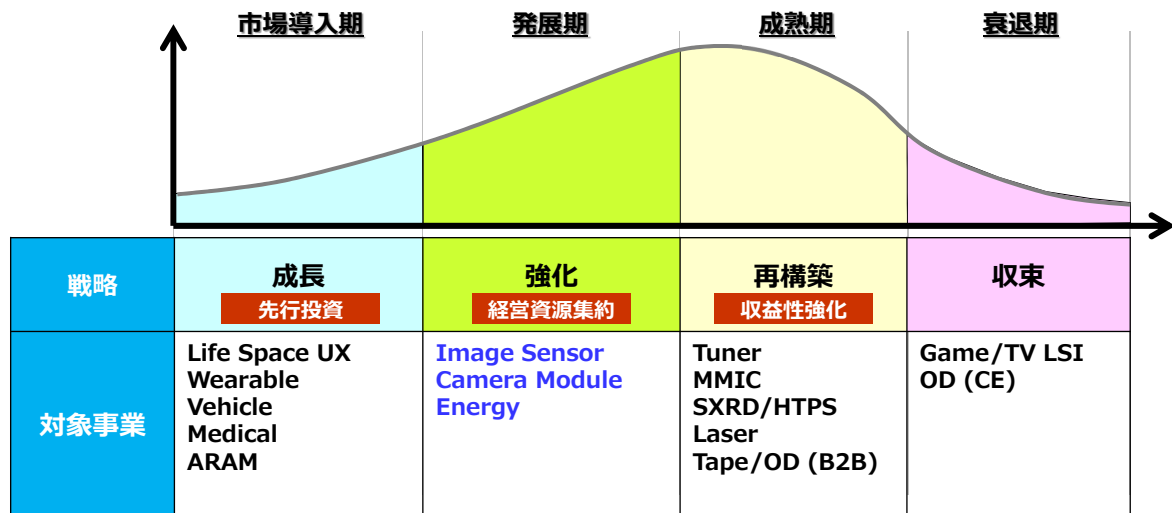 市場導入期
発展期
成熟期
衰退期
戦略
成長
先行投資
強化
経営資源集約
再構築
収益性強化
収束
対象事業
Life Space UX
Wearable
Vehicle
Medical
ARAM
Image Sensor
Camera Module
Energy
Tuner
MMIC
SXRD/HTPS
Laser
Tape/OD (B2B)
Game/TV LSI
OD (CE)